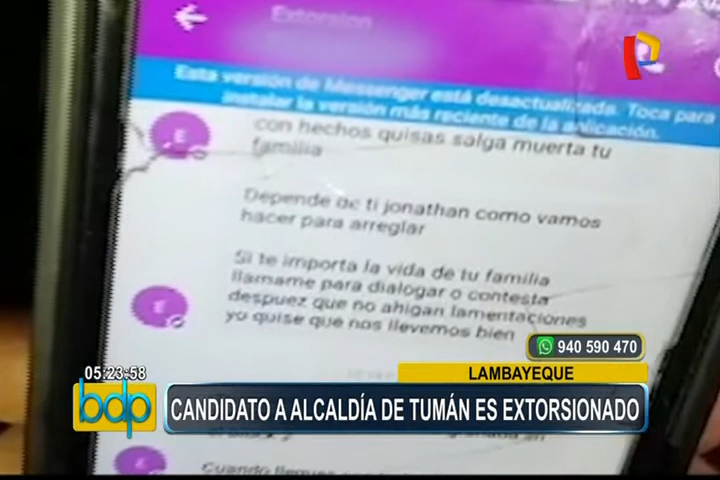 Extorsion
Esta versión de Messenger está desactualizada. Toca para
instalar la versión más reciente de la aplicación.
E
con hechos quisas salga muerta tu
familia
Depende de ti jonathan como vamos
hacer para arreglar
Si te importa la vida de tu familia
llamame para dialogar o contesta
despuez que no ahigan lamentaciones
yo quise que nos llevemos bien
E
940 590 470
05:23:58
LAMBAYEQUE
bdp
CANDIDATO A ALCALDÍA DE TUMÁN ES EXTORSIONADO
E
Cuando